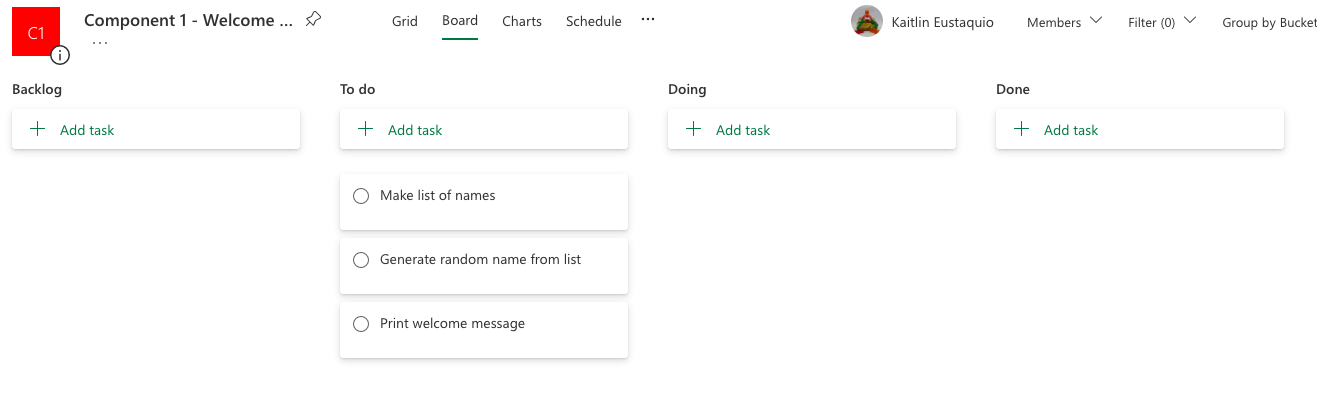 C1
Component 1 - Welcome ...
...
Grid Board Charts Schedule ...
Kaitlin Eustaquio Members Filter (0) Group by Bucket
Backlog To do Doing Done
+ Add task + Add task + Add task + Add task
Make list of names
Generate random name from list
Print welcome message